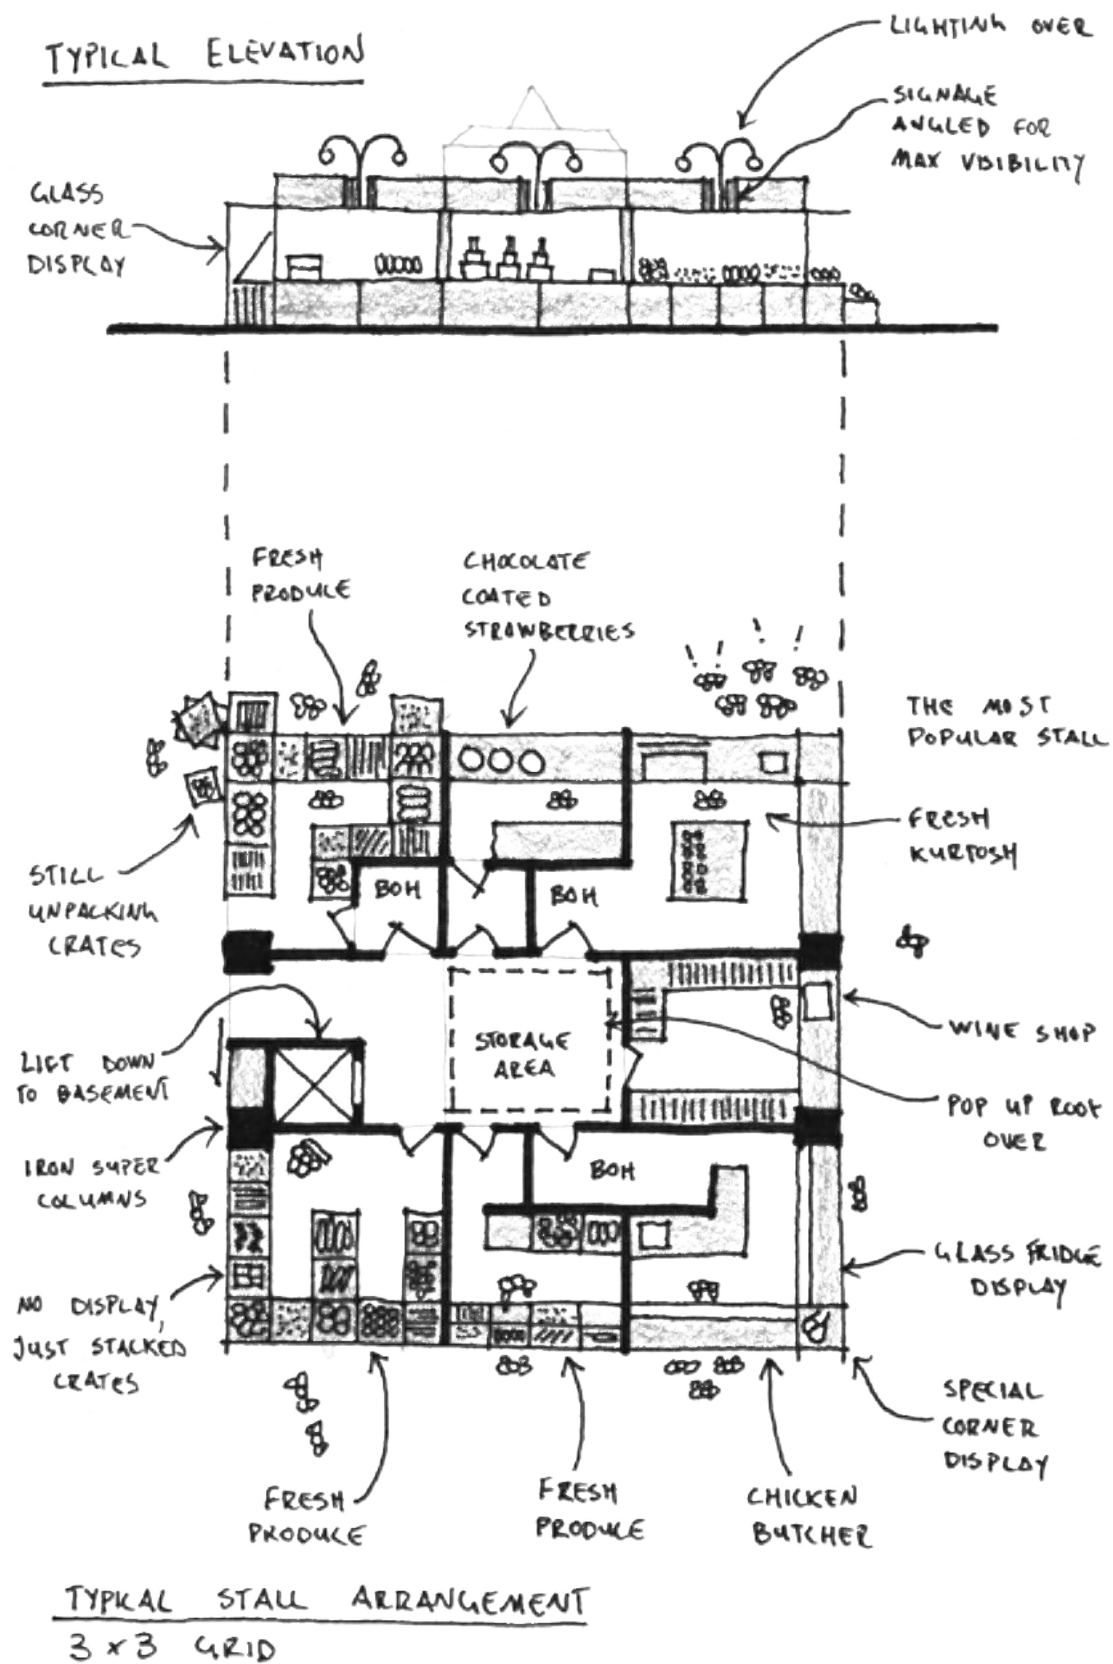 TYPICAL ELEVATION
LIGHTING OVER
SIGNAGE
ANGLED FOR
MAX VISIBILITY
GLASS
CORNER
DISPLAY
FRESH
PRODUCE
CHOCOLATE
COATED
STRAWBERRIES
THE MOST
POPULAR STALL
FRESH
KURTOSH
STILL
UNPACKING
CRATES
BOH
BOH
STORAGE
AREA
WINE SHOP
LIFT DOWN
TO BASEMENT
POP UP ROOF
OVER
IRON SUPER
COLUMNS
BOH
GLASS FRIDGE
DISPLAY
NO DISPLAY,
JUST STACKED
CRATES
SPECIAL
CORNER
DISPLAY
FRESH
PRODUCE
FRESH
PRODUCE
CHICKEN
BUTCHER
TYPICAL STALL ARRANGEMENT
3 x 3 GRID